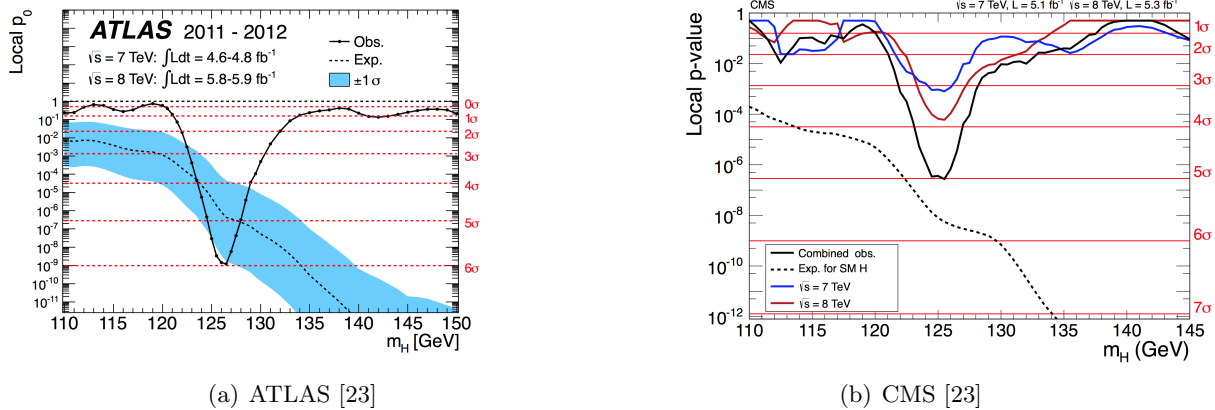 ATLAS 2011 - 2012
√s = 7 TeV: ∫Ldt = 4.6-4.8 fb⁻¹
√s = 8 TeV: ∫Ldt = 5.8-5.9 fb⁻¹
Obs.
Exp.
±1 σ
Local p₀
1
10⁻¹
10⁻²
10⁻³
10⁻⁴
10⁻⁵
10⁻⁶
10⁻⁷
10⁻⁸
10⁻⁹
10⁻¹⁰
10⁻¹¹
0σ
1σ
2σ
3σ
4σ
5σ
6σ
110 115 120 125 130 135 140 145 150
m_H [GeV]
(a) ATLAS [23]
CMS
√s = 7 TeV, L = 5.1 fb⁻¹ √s = 8 TeV, L = 5.3 fb⁻¹
Local p-value
1
10⁻²
10⁻⁴
10⁻⁶
10⁻⁸
10⁻¹⁰
10⁻¹²
1σ
2σ
3σ
4σ
5σ
6σ
7σ
Combined obs.
Exp. for SM H
√s = 7 TeV
√s = 8 TeV
110 115 120 125 130 135 140 145
m_H (GeV)
(b) CMS [23]